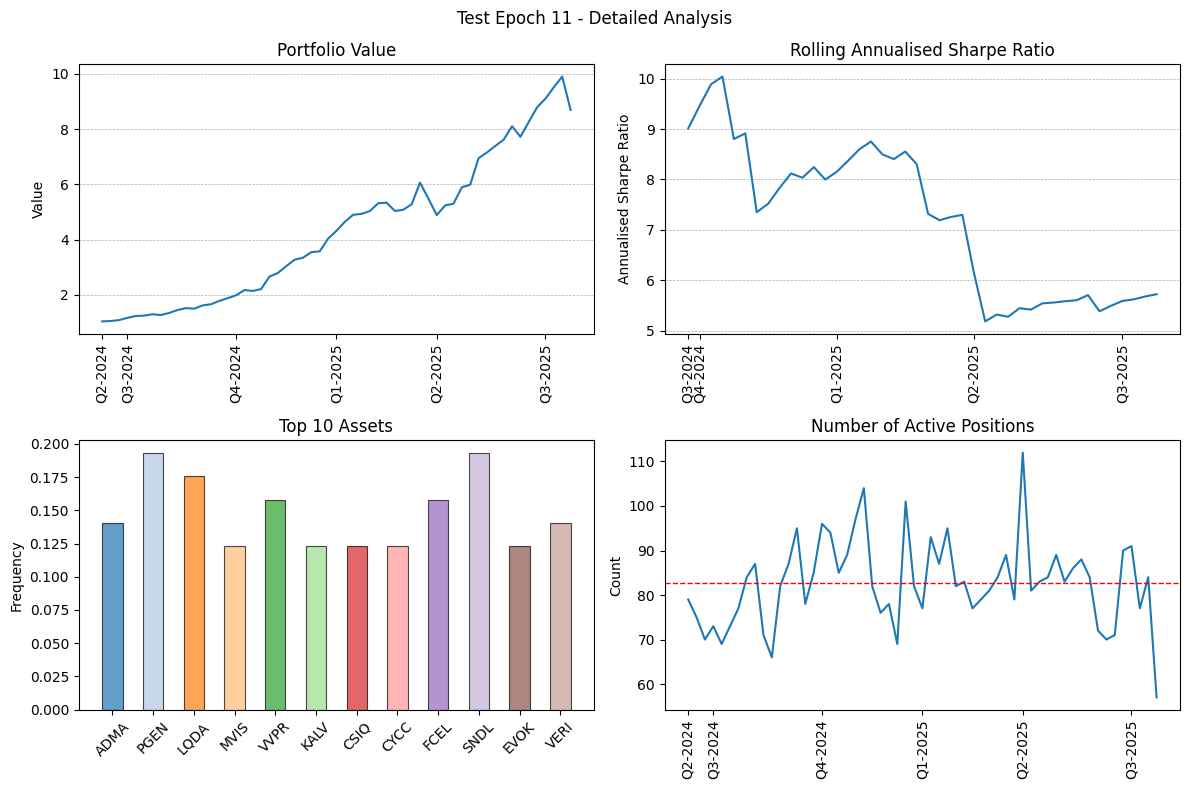 Test Epoch 11 - Detailed Analysis
Portfolio Value
Value
10
8
6
4
2
Q2-2024
Q3-2024
Q4-2024
Q1-2025
Q2-2025
Q3-2025
Rolling Annualised Sharpe Ratio
Annualised Sharpe Ratio
10
9
8
7
6
5
Q3-2024
Q4-2024
Q1-2025
Q2-2025
Q3-2025
Top 10 Assets
Frequency
0.200
0.175
0.150
0.125
0.100
0.075
0.050
0.025
0.000
ADMA
PGEN
LQDA
MVIS
VVPR
KALV
CSIQ
CYCC
FCEL
SNDL
EVOK
VERI
Number of Active Positions
Count
110
100
90
80
70
60
Q2-2024
Q3-2024
Q4-2024
Q1-2025
Q2-2025
Q3-2025